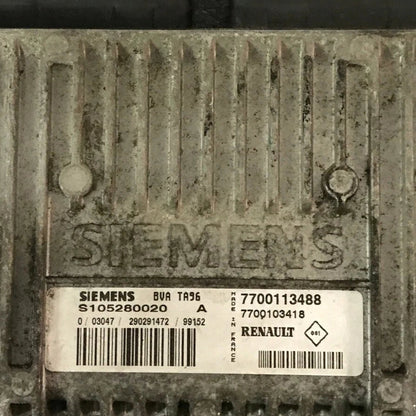 SIEMENS
SIEMENS BVA TA96
S105280020 A
0 / 03047 / 290291472 / 99152
MADE IN FRANCE
7700113488
7700103418
RENAULT